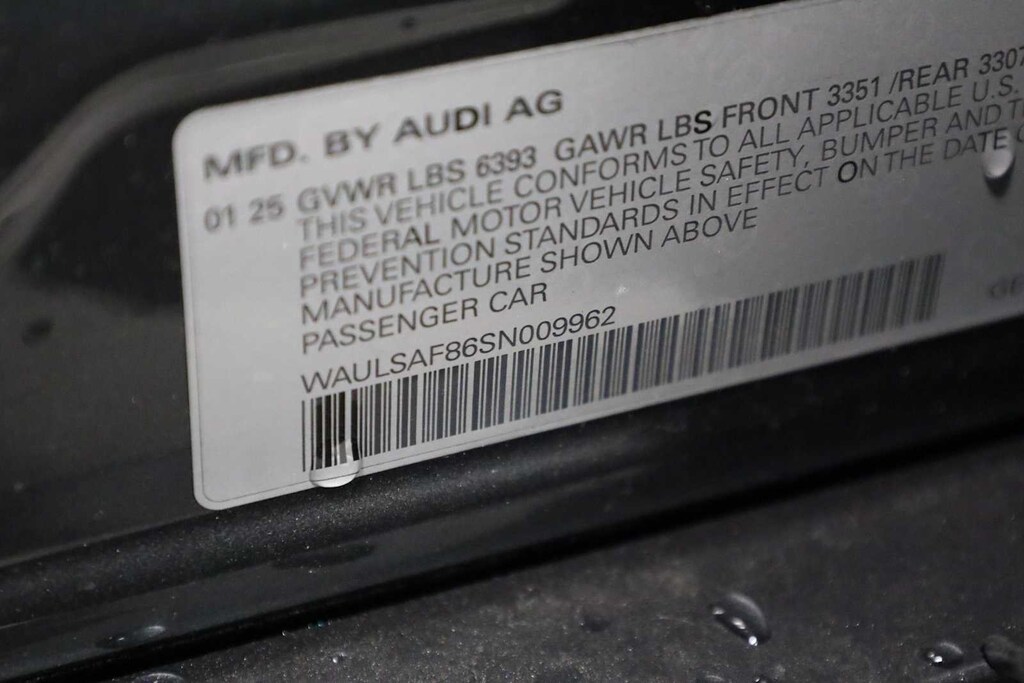 MFD. BY AUDI AG
01 25 GVWR LBS 6393 GAWR LBS FRONT 3351 /REAR 3307
THIS VEHICLE CONFORMS TO ALL APPLICABLE U.S.
FEDERAL MOTOR VEHICLE SAFETY, BUMPER AND
PREVENTION STANDARDS IN EFFECT ON THE DATE
MANUFACTURE SHOWN ABOVE
PASSENGER CAR
WAULSAF86SN009962